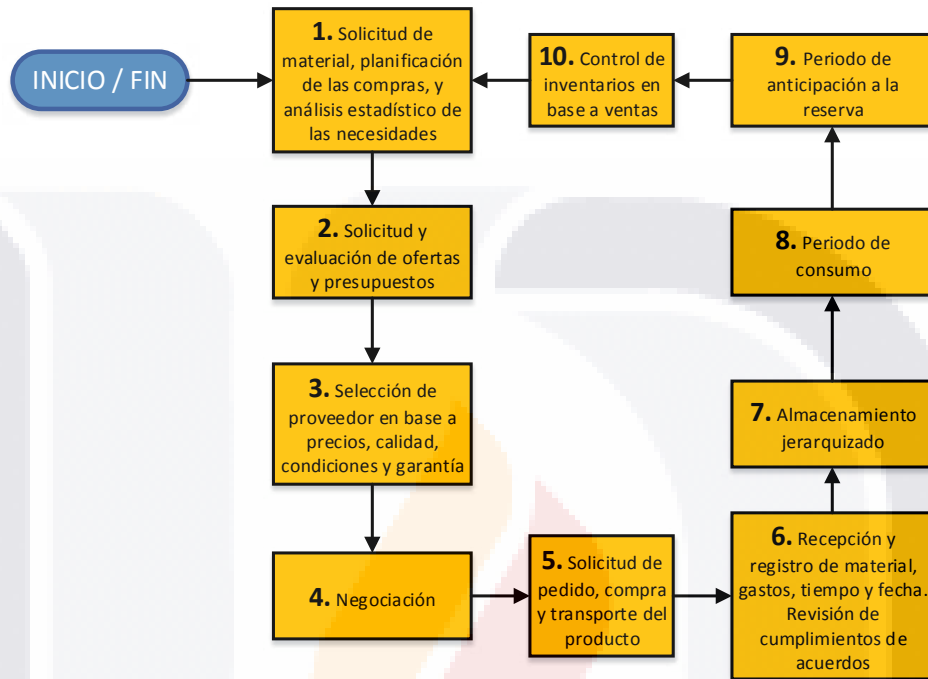 INICIO / FIN
1. Solicitud de
material, planificación
de las compras, y
análisis estadístico de
las necesidades
10. Control de
inventarios en
base a ventas
9. Periodo de
anticipación a la
reserva
2. Solicitud y
evaluación de ofertas
y presupuestos
8. Periodo de
consumo
3. Selección de
proveedor en base a
precios, calidad,
condiciones y garantía
7. Almacenamiento
jerarquizado
4. Negociación
5. Solicitud de
pedido, compra
y transporte del
producto
6. Recepción y
registro de material,
gastos, tiempo y fecha.
Revisión de
cumplimientos de
acuerdos